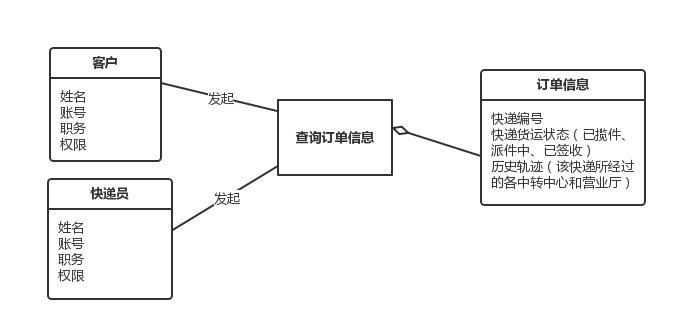 客户
姓名
账号
职务
权限
发起
查询订单信息
订单信息
快递编号
快递货运状态（已揽件、
派件中、已签收）
历史轨迹（该快递所经过
的各中转中心和营业厅）
快递员
姓名
账号
职务
权限
发起